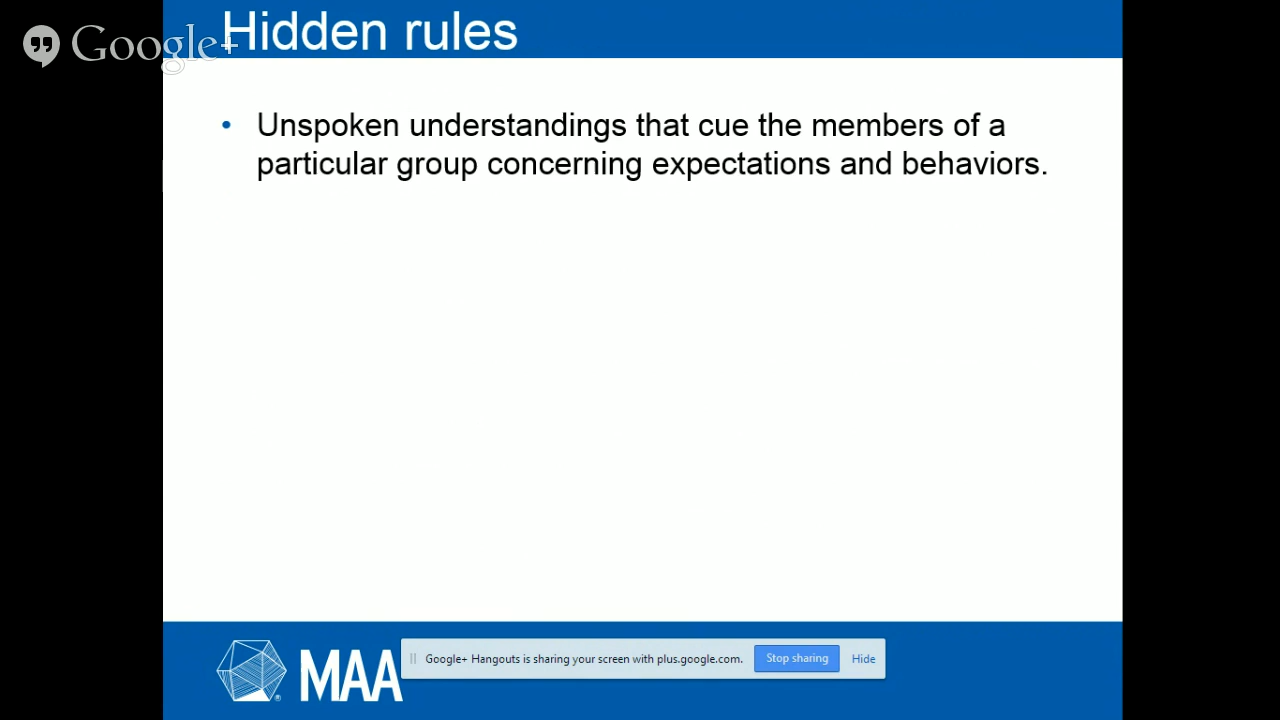 Google+
Hidden rules
• Unspoken understandings that cue the members of a
particular group concerning expectations and behaviors.
MAA
®
Google+ Hangouts is sharing your screen with plus.google.com.
Stop sharing
Hide